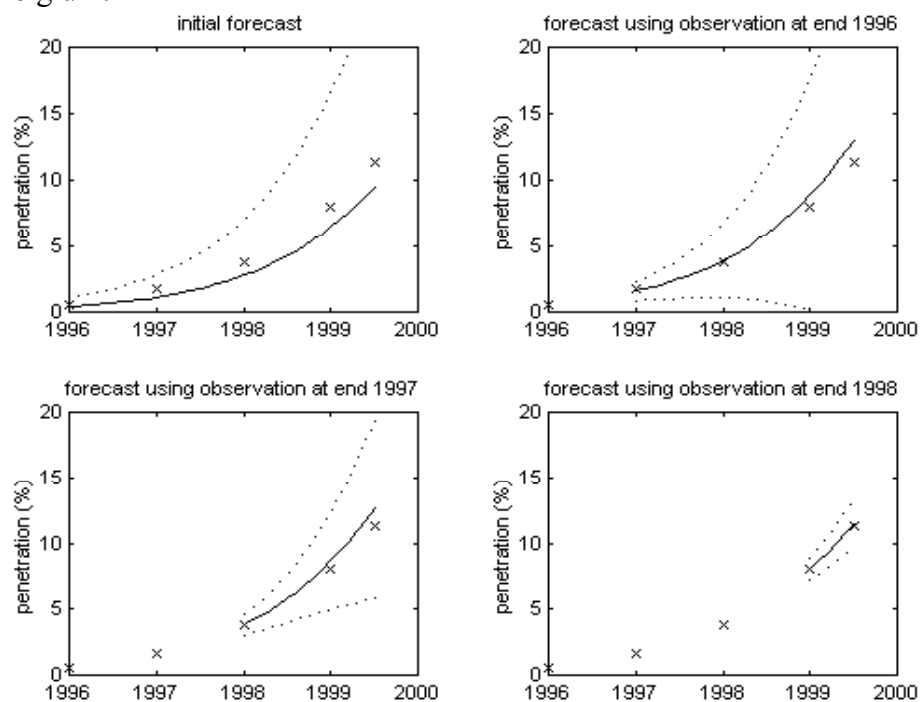 initial forecast
penetration (%)
20
15
10
5
0
1996 1997 1998 1999 2000
forecast using observation at end 1996
penetration (%)
20
15
10
5
0
1996 1997 1998 1999 2000
forecast using observation at end 1997
penetration (%)
20
15
10
5
0
1996 1997 1998 1999 2000
forecast using observation at end 1998
penetration (%)
20
15
10
5
0
1996 1997 1998 1999 2000